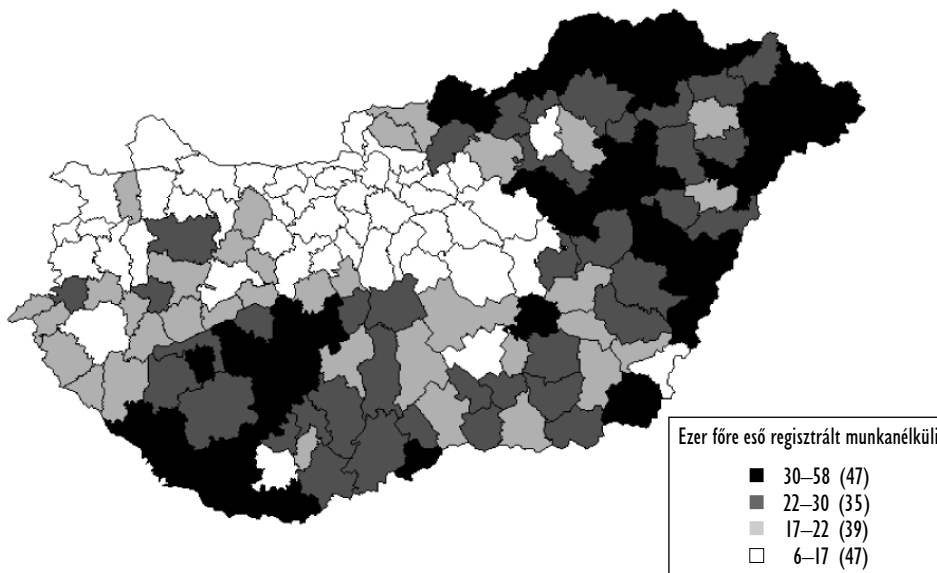 Ezer főre eső regisztrált munkanélküli
30–58 (47)
22–30 (35)
17–22 (39)
6–17 (47)